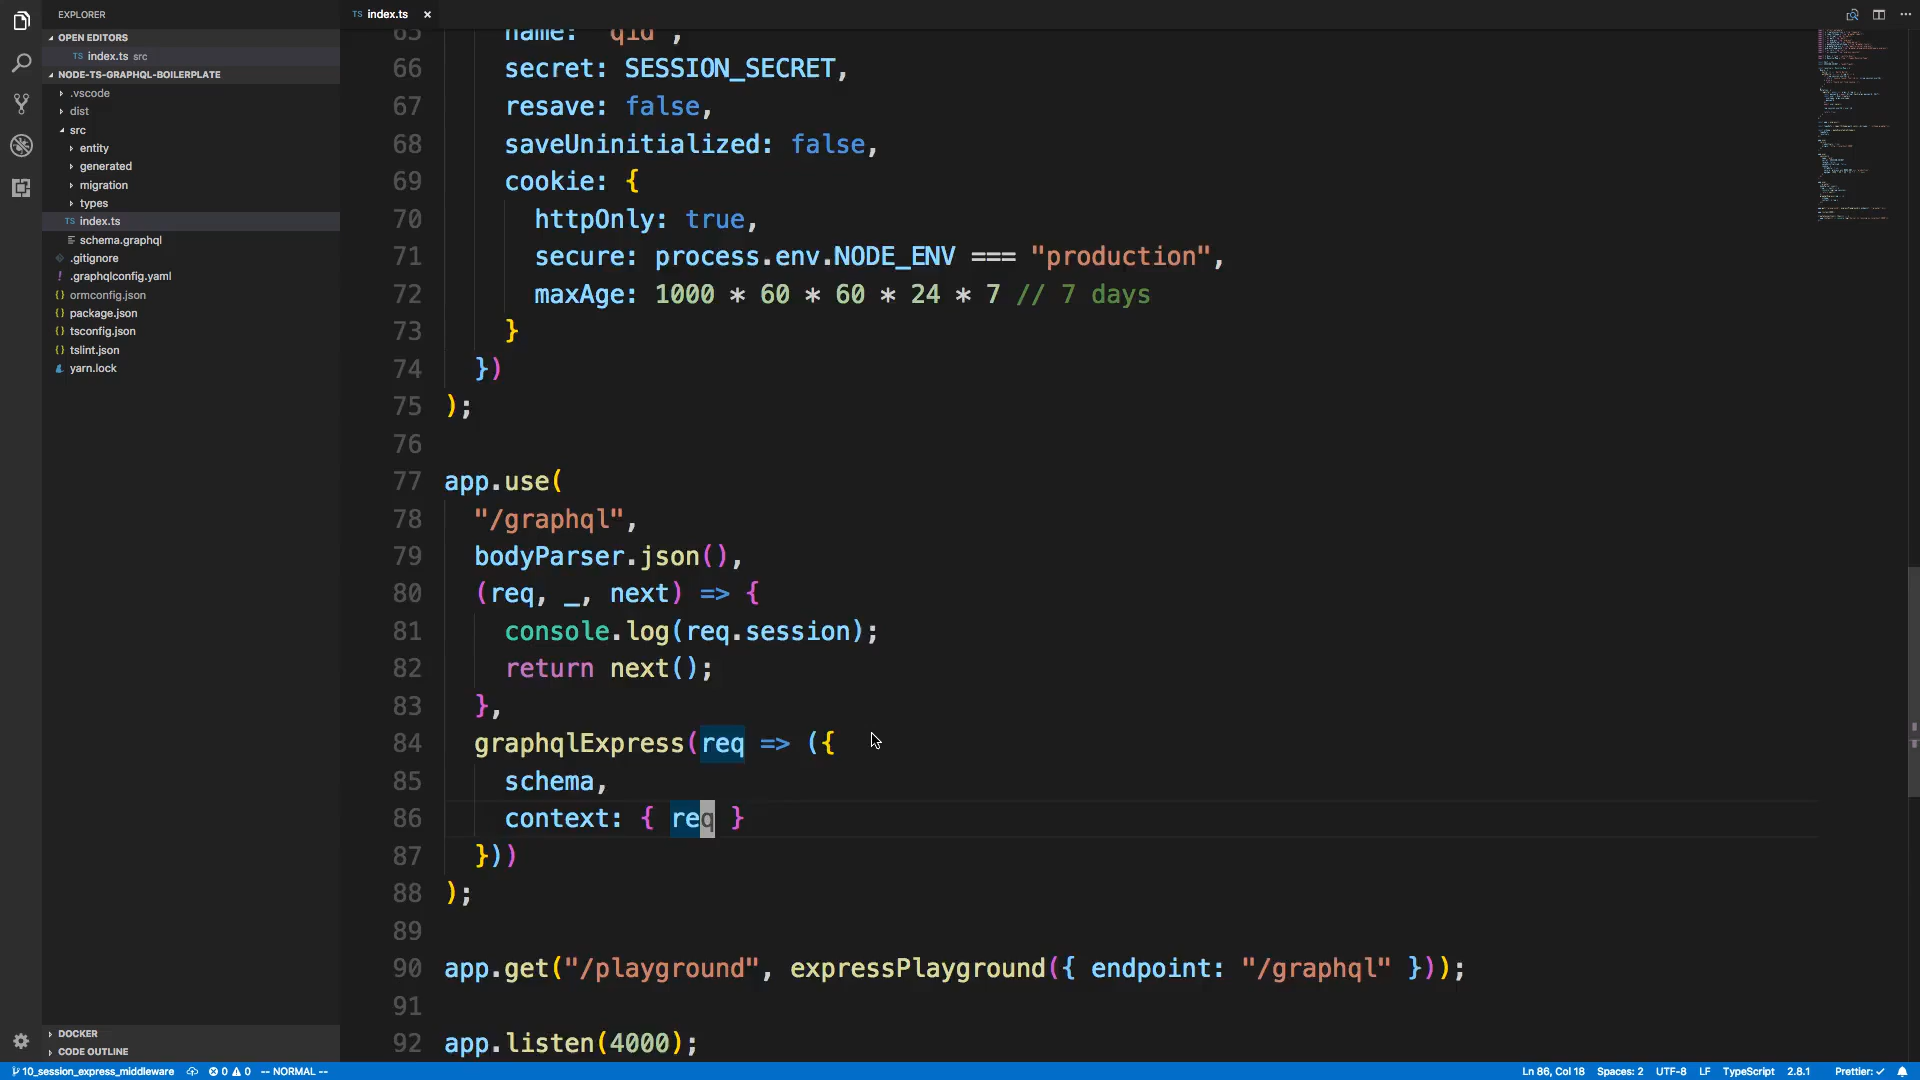 EXPLORER
OPEN EDITORS
TS index.ts src
NODE-TS-GRAPHQL-BOILERPLATE
.vscode
dist
src
entity
generated
migration
types
TS index.ts
schema.graphql
.gitignore
! .graphqlconfig.yaml
{} ormconfig.json
{} package.json
{} tsconfig.json
{} tslint.json
yarn.lock
DOCKER
CODE OUTLINE
TS index.ts ×
65 name: "qid",
66 secret: SESSION_SECRET,
67 resave: false,
68 saveUninitialized: false,
69 cookie: {
70 httpOnly: true,
71 secure: process.env.NODE_ENV === "production",
72 maxAge: 1000 * 60 * 60 * 24 * 7 // 7 days
73 }
74 })
75 );
76
77 app.use(
78 "/graphql",
79 bodyParser.json(),
80 (req, _, next) => {
81 console.log(req.session);
82 return next();
83 },
84 graphqlExpress(req => ({
85 schema,
86 context: { req }
87 }))
88 );
89
90 app.get("/playground", expressPlayground({ endpoint: "/graphql" }));
91
92 app.listen(4000);
10_session_express_middleware 0 0 -- NORMAL -- Ln 86, Col 18 Spaces: 2 UTF-8 LF TypeScript 2.8.1 Prettier: ✓